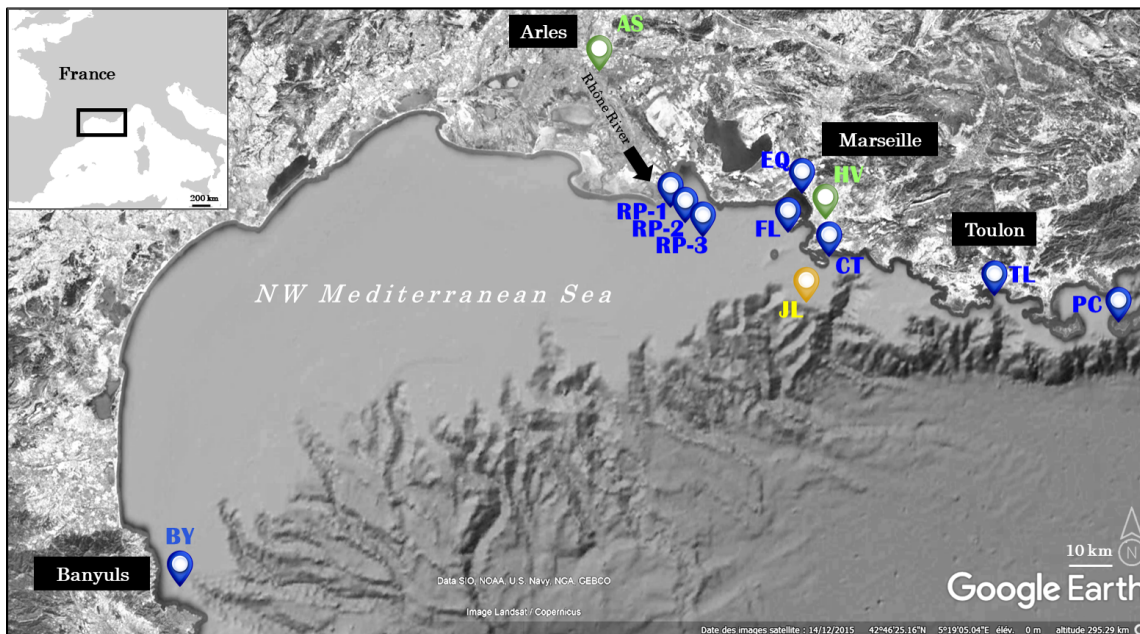 France
200 km
Arles
AS
Rhône River
Marseille
EQ
HV
RP-1
RP-2
RP-3
FL
CT
Toulon
TL
PC
JL
NW Mediterranean Sea
BY
Banyuls
10 km
N
Data SIO, NOAA, U.S. Navy, NGA, GEBCO
Image Landsat / Copernicus
Google Earth
Date des images satellite : 14/12/2015 42°46'25.16"N 5°19'05.04"E élév. 0 m altitude 295.29 km